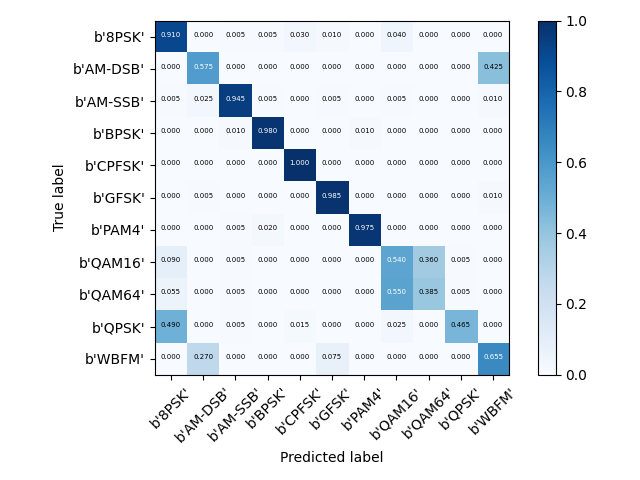 b'8PSK' 0.910 0.000 0.005 0.005 0.030 0.010 0.000 0.040 0.000 0.000 0.000
b'AM-DSB' 0.000 0.575 0.000 0.000 0.000 0.000 0.000 0.000 0.000 0.000 0.425
b'AM-SSB' 0.005 0.025 0.945 0.005 0.000 0.005 0.000 0.005 0.000 0.000 0.010
b'BPSK' 0.000 0.000 0.010 0.980 0.000 0.000 0.010 0.000 0.000 0.000 0.000
b'CPFSK' 0.000 0.000 0.000 0.000 1.000 0.000 0.000 0.000 0.000 0.000 0.000
b'GFSK' 0.000 0.005 0.000 0.000 0.000 0.985 0.000 0.000 0.000 0.000 0.010
b'PAM4' 0.000 0.000 0.005 0.020 0.000 0.000 0.975 0.000 0.000 0.000 0.000
b'QAM16' 0.090 0.000 0.005 0.000 0.000 0.000 0.000 0.540 0.360 0.005 0.000
b'QAM64' 0.055 0.000 0.005 0.000 0.000 0.000 0.000 0.550 0.385 0.005 0.000
b'QPSK' 0.490 0.000 0.005 0.000 0.015 0.000 0.000 0.025 0.000 0.465 0.000
b'WBFM' 0.000 0.270 0.000 0.000 0.000 0.075 0.000 0.000 0.000 0.000 0.655
True label
b'8PSK' b'AM-DSB' b'AM-SSB' b'BPSK' b'CPFSK' b'GFSK' b'PAM4' b'QAM16' b'QAM64' b'QPSK' b'WBFM'
Predicted label
1.0
0.8
0.6
0.4
0.2
0.0